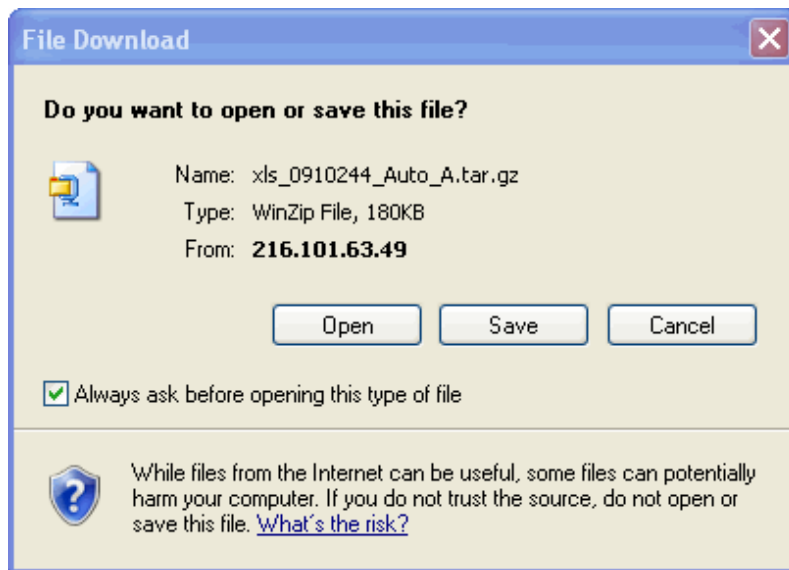 File Download
Do you want to open or save this file?
Name: xls_0910244_Auto_A.tar.gz
Type: WinZip File, 180KB
From: 216.101.63.49
Open Save Cancel
Always ask before opening this type of file
While files from the Internet can be useful, some files can potentially
harm your computer. If you do not trust the source, do not open or
save this file. What's the risk?